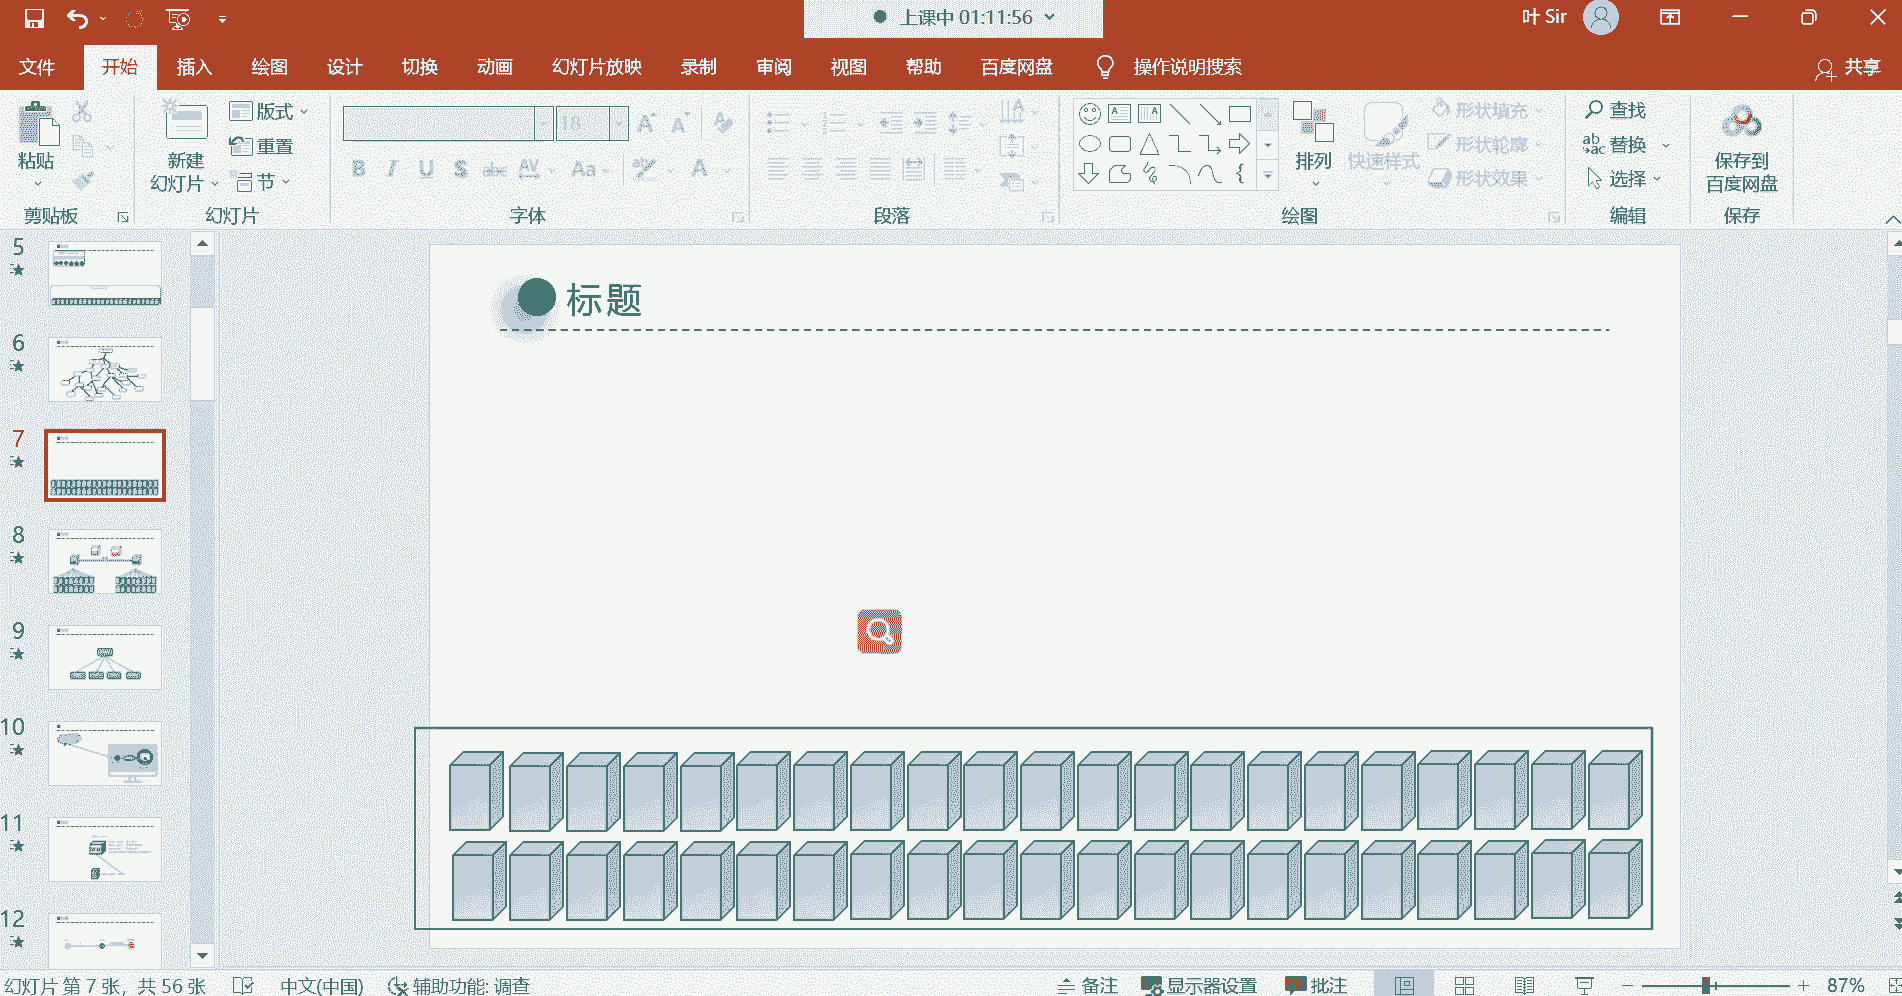 上课中 01:11:56
叶 Sir
文件 开始 插入 绘图 设计 切换 动画 幻灯片放映 录制 审阅 视图 帮助 百度网盘 操作说明搜索 共享
粘贴
新建
幻灯片
版式
重置
节
18
B I U S abc AV Aa A
排列
快速样式
形状填充
形状轮廓
形状效果
查找
替换
选择
保存到
百度网盘
剪贴板 幻灯片 字体 段落 绘图 编辑 保存
5
6
7
8
9
10
11
12
标题
幻灯片 第 7 张，共 56 张 中文(中国) 辅助功能: 调查 备注 显示器设置 批注 87%